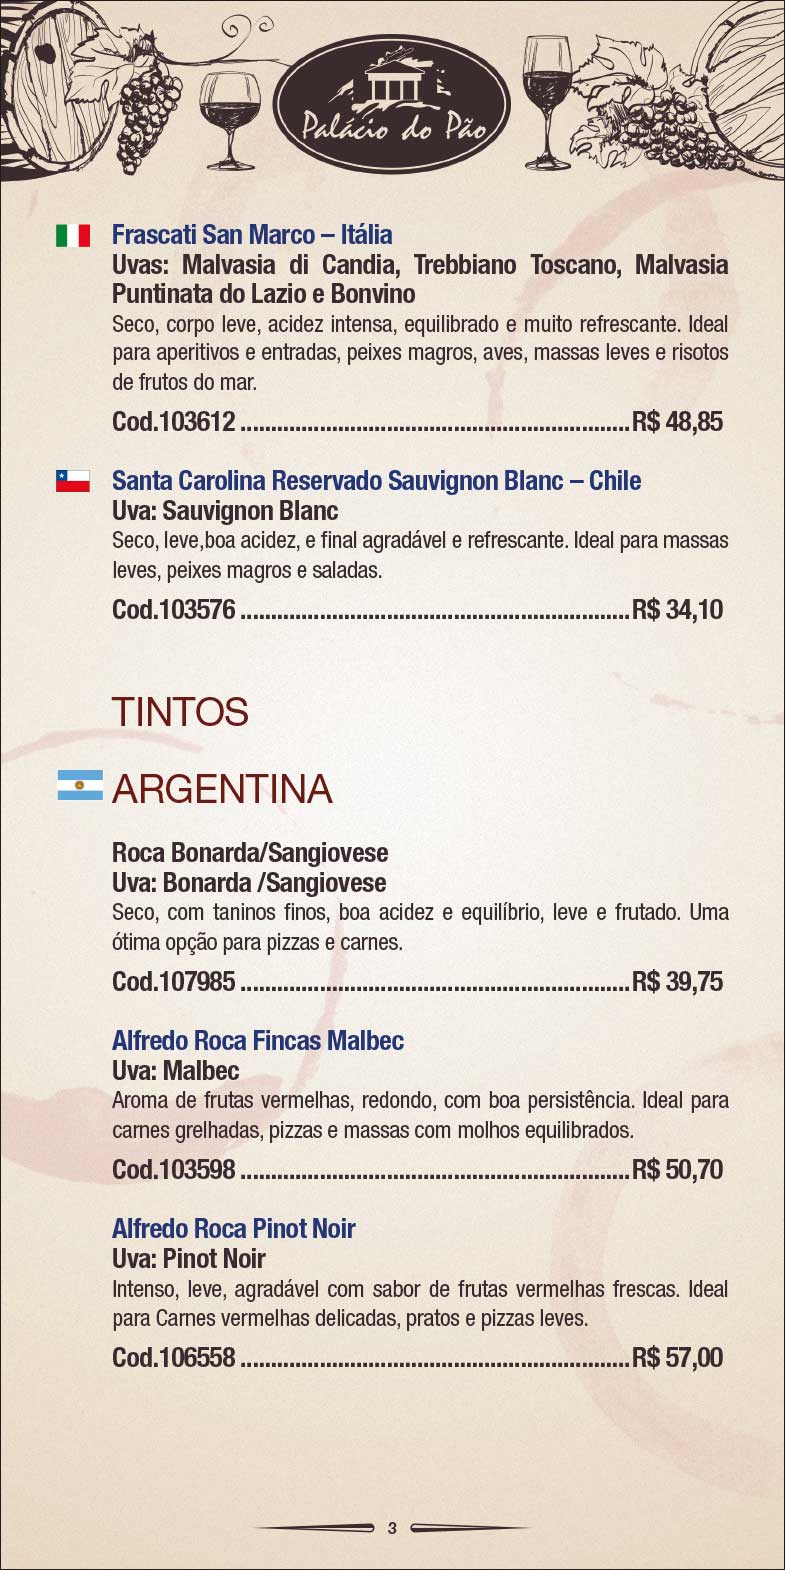 Palácio do Pão
Frascati San Marco – Itália
Uvas: Malvasia di Candia, Trebbiano Toscano, Malvasia
Puntinata do Lazio e Bonvino
Seco, corpo leve, acidez intensa, equilibrado e muito refrescante. Ideal
para aperitivos e entradas, peixes magros, aves, massas leves e risotos
de frutos do mar.
Cod.103612 ................................................................ R$ 48,85
Santa Carolina Reservado Sauvignon Blanc – Chile
Uva: Sauvignon Blanc
Seco, leve,boa acidez, e final agradável e refrescante. Ideal para massas
leves, peixes magros e saladas.
Cod.103576 ................................................................ R$ 34,10
TINTOS
ARGENTINA
Roca Bonarda/Sangiovese
Uva: Bonarda /Sangiovese
Seco, com taninos finos, boa acidez e equilíbrio, leve e frutado. Uma
ótima opção para pizzas e carnes.
Cod.107985 ................................................................ R$ 39,75
Alfredo Roca Fincas Malbec
Uva: Malbec
Aroma de frutas vermelhas, redondo, com boa persistência. Ideal para
carnes grelhadas, pizzas e massas com molhos equilibrados.
Cod.103598 ................................................................ R$ 50,70
Alfredo Roca Pinot Noir
Uva: Pinot Noir
Intenso, leve, agradável com sabor de frutas vermelhas frescas. Ideal
para Carnes vermelhas delicadas, pratos e pizzas leves.
Cod.106558 ................................................................ R$ 57,00
3